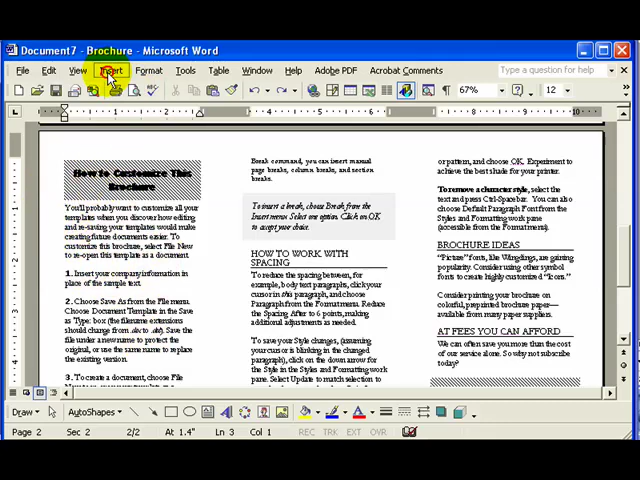 Document7 - Brochure - Microsoft Word
File Edit View Insert Format Tools Table Window Help Adobe PDF Acrobat Comments Type a question for help
67% 12
How to Customize This
Brochure
You'll probably want to customize all your
templates when you discover how editing
and re-saving your templates would make
creating future documents easier. To
customize this brochure, select File New
to re-open this template as a document.
1. Insert your company information in
place of the sample text.
2. Choose Save As from the File menu.
Choose Document Template in the Save
as Type: box (the filename extensions
should change from .doc to .dot). Save the
file under a new name to protect the
original, or use the same name to replace
the existing version.
3. To create a document, choose File
Break command, you can insert manual
page breaks, column breaks, and section
breaks.
To insert a break, choose Break from the
Insert menu. Select one option. Click on OK
to accept your choice.
HOW TO WORK WITH
SPACING
To reduce the spacing between, for
example, body text paragraphs, click your
cursor in this paragraph, and choose
Paragraph from the Format menu. Reduce
the Spacing After to 6 points, making
additional adjustments as needed.
To save your Style changes, (assuming
your cursor is blinking in the changed
paragraph), click on the down arrow for
the Style in the Styles and Formatting work
pane. Select Update to match selection to
or pattern, and choose OK. Experiment to
achieve the best shade for your printer.
To remove a character style, select the
text and press Ctrl-Spacebar. You can also
choose Default Paragraph Font from the
Styles and Formatting work pane
(accessible from the Format menu).
BROCHURE IDEAS
"Picture" fonts, like Wingdings, are gaining
popularity. Consider using other symbol
fonts to create highly customized "Icons."
Consider printing your brochure on
colorful, preprinted brochure paper—
available from many paper suppliers.
AT FEES YOU CAN AFFORD
We can often save you more than the cost
of our service alone. So why not subscribe
today?
Draw AutoShapes
Page 2 Sec 2 2/2 At 1.4" Ln 3 Col 1 REC TRK EXT OVR